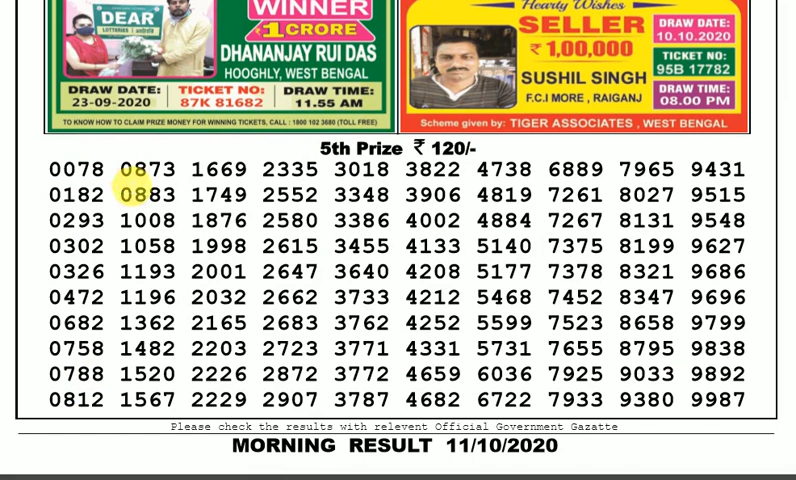 WINNER
Hearty Wishes
DEAR
LOTTERIES
₹1 CRORE
SELLER
₹ 1,00,000
DRAW DATE:
10.10.2020
DHANANJAY RUI DAS
HOOGHLY, WEST BENGAL
TICKET NO:
95B 17782
SUSHIL SINGH
F.C.I MORE , RAIGANJ
DRAW TIME:
08.00 PM
DRAW DATE: TICKET NO: DRAW TIME:
23-09-2020 87K 81682 11.55 AM
TO KNOW HOW TO CLAIM PRIZE MONEY FOR WINNING TICKETS, CALL : 1800 102 3680 (TOLL FREE)
Scheme given by: TIGER ASSOCIATES , WEST BENGAL
5th Prize ₹ 120/-
0078 0873 1669 2335 3018 3822 4738 6889 7965 9431
0182 0883 1749 2552 3348 3906 4819 7261 8027 9515
0293 1008 1876 2580 3386 4002 4884 7267 8131 9548
0302 1058 1998 2615 3455 4133 5140 7375 8199 9627
0326 1193 2001 2647 3640 4208 5177 7378 8321 9686
0472 1196 2032 2662 3733 4212 5468 7452 8347 9696
0682 1362 2165 2683 3762 4252 5599 7523 8658 9799
0758 1482 2203 2723 3771 4331 5731 7655 8795 9838
0788 1520 2226 2872 3772 4659 6036 7925 9033 9892
0812 1567 2229 2907 3787 4682 6722 7933 9380 9987
Please check the results with relevent Official Government Gazatte
MORNING RESULT 11/10/2020